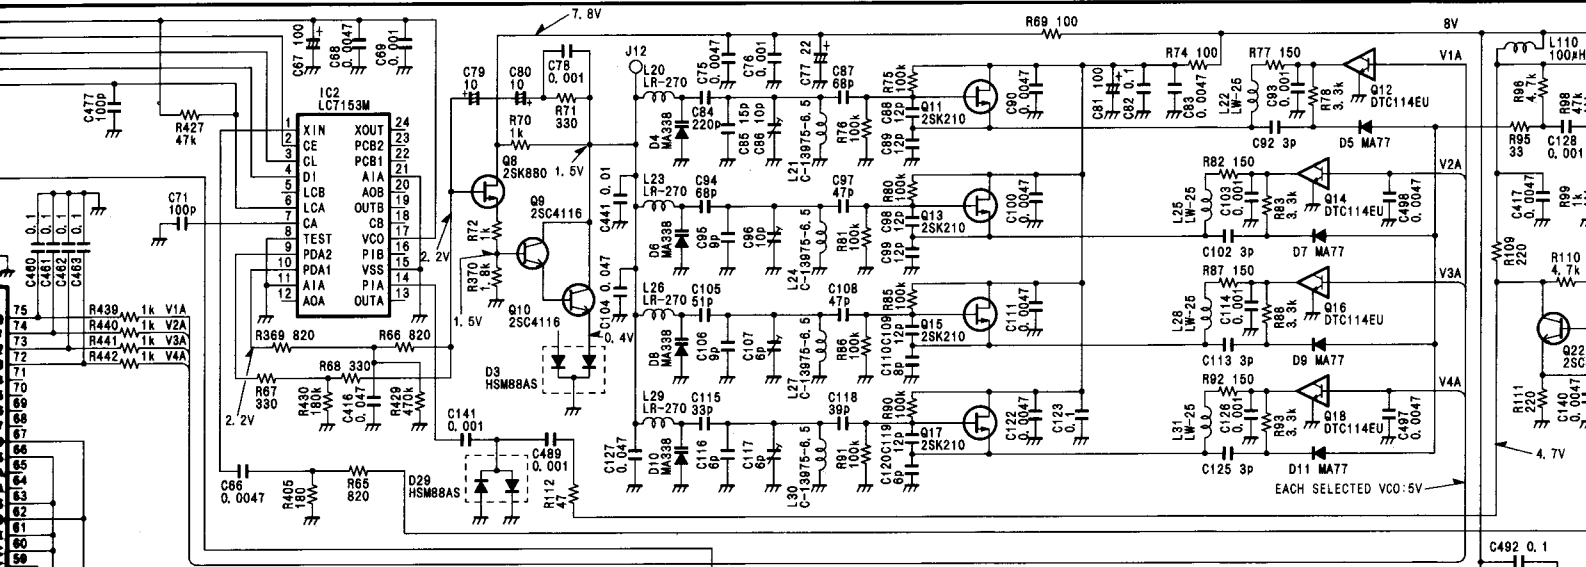 7.8V
R69 100
8V
C67 100
C68 0.0047
C69 0.001
C79 10
C80 10
C78 0.001
R71 330
R70 1k
J12
L20 LR-270
C75 0.0047
C76 0.001
C77 22
C87 68p
R75 100k
C90 0.0047
C81 100
C82 0.1
C83 0.0047
R74 100
R77 150
L22 LW-25
C93 0.001
R78 3.3k
Q12 DTC114EU
V1A
L110 100μH
R96 4.7k
R98 47k
C477 100p
R427 47k
IC2 LC7153M
1 XIN XOUT 24
2 CE PCB2 23
3 CL PCB1 22
4 DI AIA 21
5 LCB AOB 20
6 LCA OUTB 19
7 CA CB 18
8 TEST VCO 17
9 PDA2 PIB 16
10 PDA1 VSS 15
11 AIA PIA 14
12 AOA OUTA 13
D4 MA338
C84 220p
C85 15p
C86 10p
L21 C-13975-6.5
R76 100k
C88 12p
C89 12p
Q11 2SK210
C92 3p
D5 MA77
R95 33
C128 0.001
Q8 2SK880
1.5V
C71 100p
2.2V
R72 1k
R370 1.8k
1.5V
Q9 2SC4116
Q10 2SC4116
C441 0.01
C104 0.047
0.4V
L23 LR-270
C94 68p
D6 MA338
C95 9p
C96 10p
L24 C-13975-6.5
C97 47p
R81 100k
R80 100k
C98 12p
C99 12p
Q13 2SK210
C100 0.0047
R82 150
L25 LW-25
C103 0.001
R83 3.3k
Q14 DTC114EU
C498 0.0047
V2A
C102 3p
D7 MA77
C417 0.047
R99
R109 220
R110 4.7k
C460 0.1
C461 0.1
C462 0.1
C463 0.1
L26 LR-270
C105 51p
D8 MA338
C106 9p
C107 6p
L27 C-13975-6.5
C108 47p
R86 100k
R85 100k
C109 12p
C110 8p
Q15 2SK210
C111 0.0047
R87 150
L28 LW-25
C114 0.001
R88 3.3k
Q16 DTC114EU
V3A
C113 3p
D9 MA77
75
74
73
72
71
70
69
68
67
66
65
64
63
62
61
60
59
R439 1k V1A
R440 1k V2A
R441 1k V3A
R442 1k V4A
R369 820
R66 820
R68 330
R67 330
2.2V
R430 180k
C416 0.047
R429 470k
D3 HSM88AS
C141 0.001
C489 0.001
D29 HSM88AS
R112 47
C66 0.0047
R405 180
R65 820
L29 LR-270
C115 33p
C127 0.047
D10 MA338
C116 6p
C117 6p
L30 C-13975-6.5
C118 39p
R91 100k
R90 100k
C119 12p
C120 6p
Q17 2SK210
C122 0.0047
C123 0.1
R92 150
L31 LW-25
C126 0.001
R93 3.3k
Q18 DTC114EU
C497 0.0047
V4A
C125 3p
D11 MA77
EACH SELECTED VCO:5V
Q22
R111 220
C140 0.0047
4.7V
C492 0.1